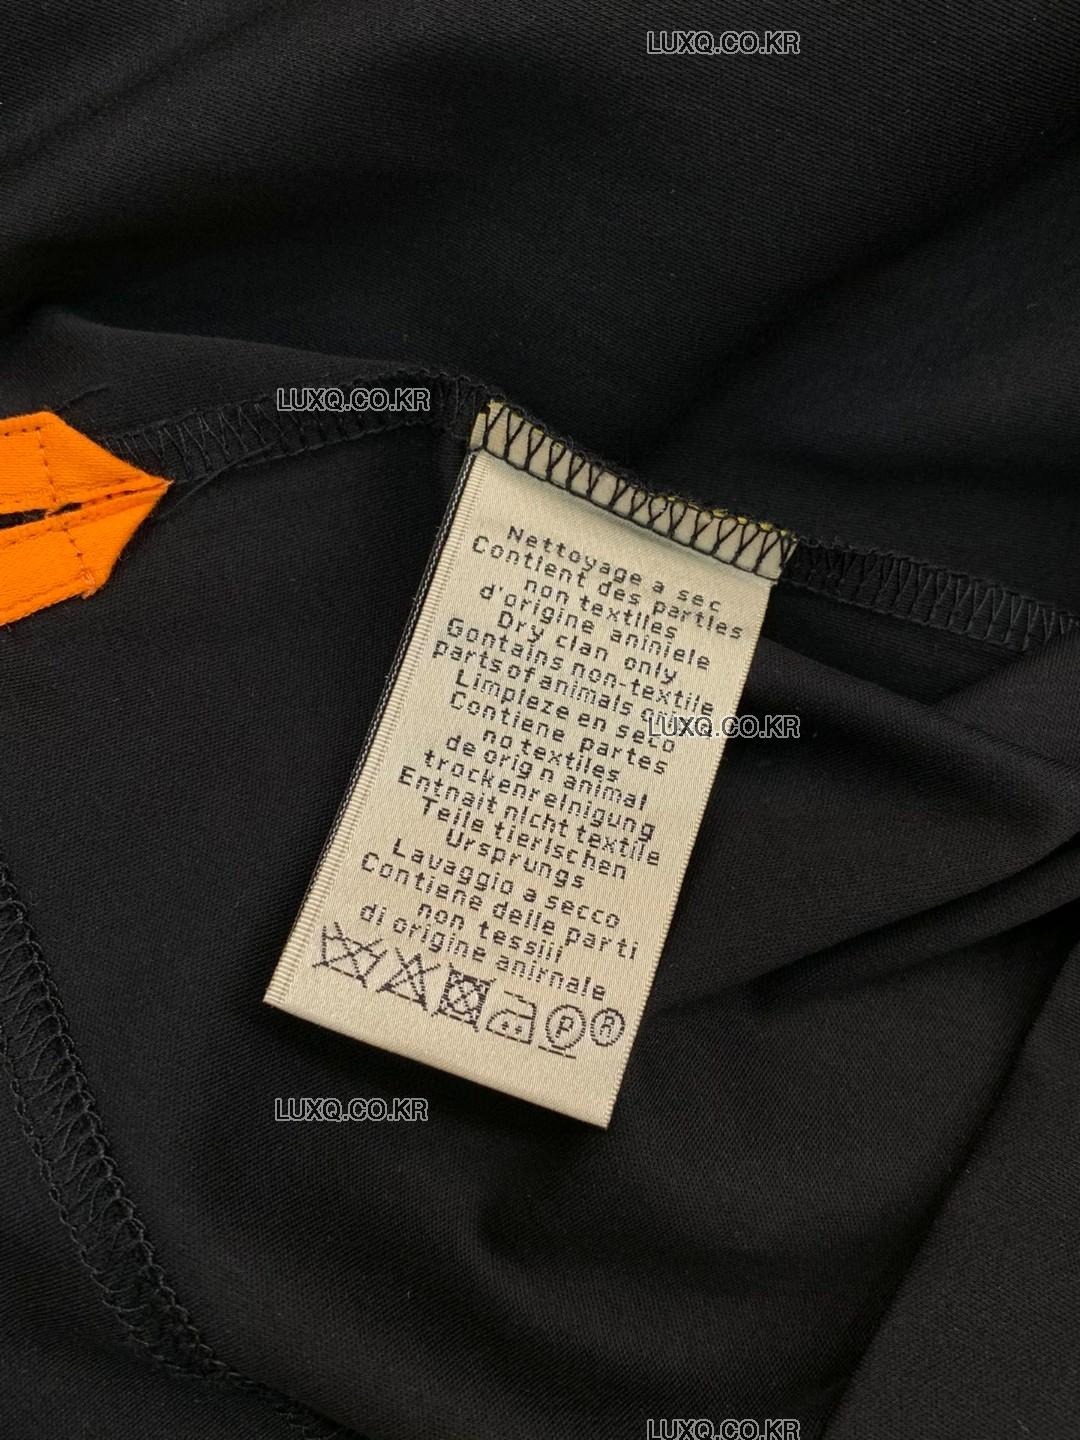 LUXQ.CO.KR
LUXQ.CO.KR
Nettoyage a sec
Contient des parties
non textiles
d'origine aniniele
Dry clan only
Gontains non-textile
parts of animals
Limpleze en seco
LUXQ.CO.KR
Contiene partes
no textiles
de orig n animal
trockenreinigung
Entnait nicht textile
Teile tierischen
Ursprungs
Lavaggio a secco
Contiene delle parti
non tessili
di origine anirnale
P
R
LUXQ.CO.KR
LUXQ.CO.KR